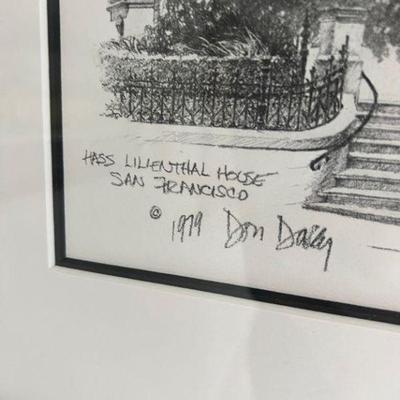 HASS LILIENTHAL HOUSE
SAN FRANCISCO
© 1979 Don Davey